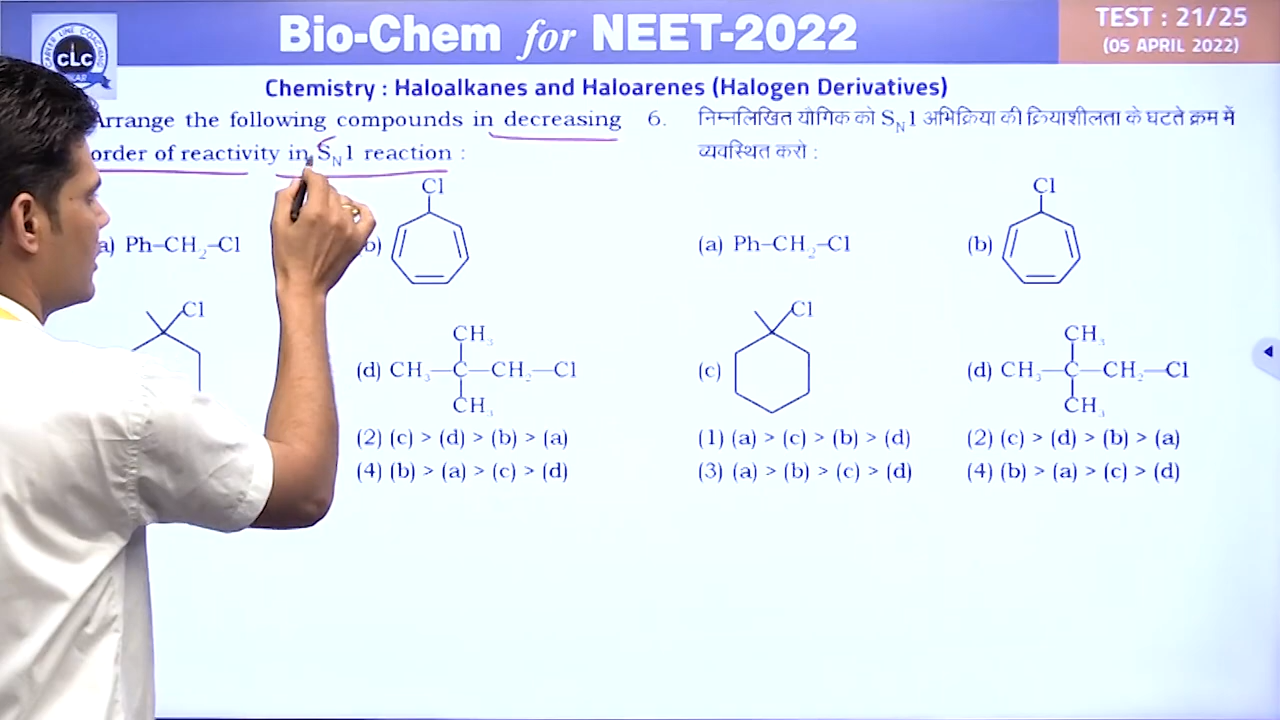 Bio-Chem for NEET-2022
TEST : 21/25
(05 APRIL 2022)
CLC
Chemistry : Haloalkanes and Haloarenes (Halogen Derivatives)
Arrange the following compounds in decreasing
order of reactivity in SN1 reaction :
Cl
a) Ph–CH2–Cl
b)
Cl
CH3
(d) CH3–C–CH2–Cl
CH3
(2) (c) > (d) > (b) > (a)
(4) (b) > (a) > (c) > (d)
6. निम्नलिखित यौगिक को SN1 अभिक्रिया की क्रियाशीलता के घटते क्रम में
व्यवस्थित करो :
Cl
(a) Ph–CH2–Cl
(b)
Cl
(c)
CH3
(d) CH3–C–CH2–Cl
CH3
(1) (a) > (c) > (b) > (d)
(2) (c) > (d) > (b) > (a)
(3) (a) > (b) > (c) > (d)
(4) (b) > (a) > (c) > (d)